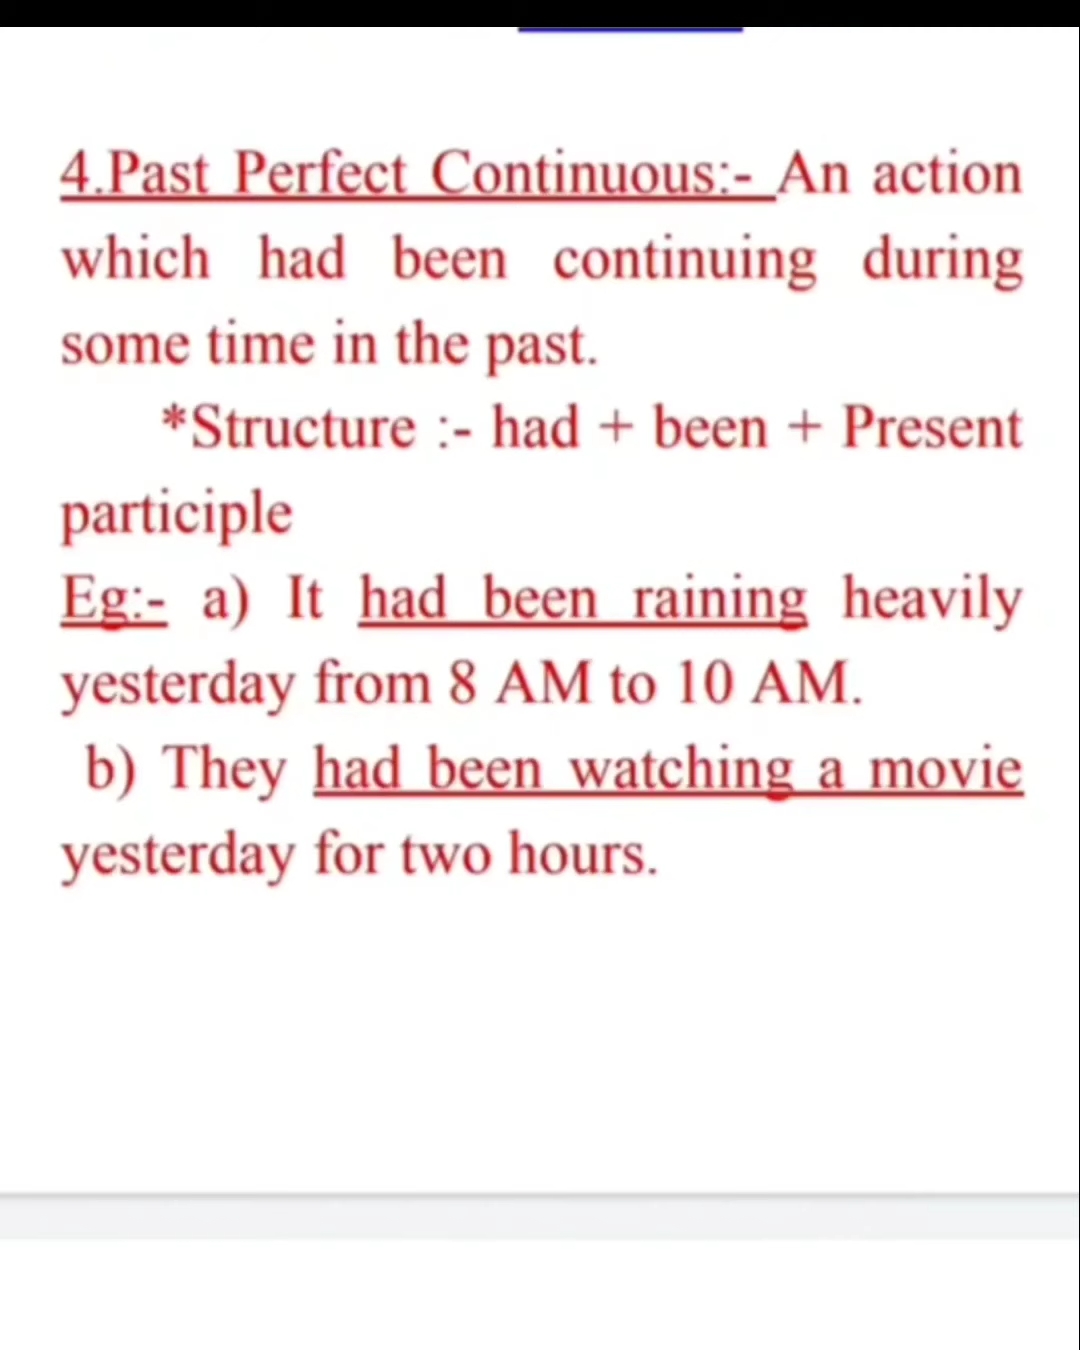 4.Past Perfect Continuous:- An action
which had been continuing during
some time in the past.
*Structure :- had + been + Present
participle
Eg:- a) It had been raining heavily
yesterday from 8 AM to 10 AM.
b) They had been watching a movie
yesterday for two hours.